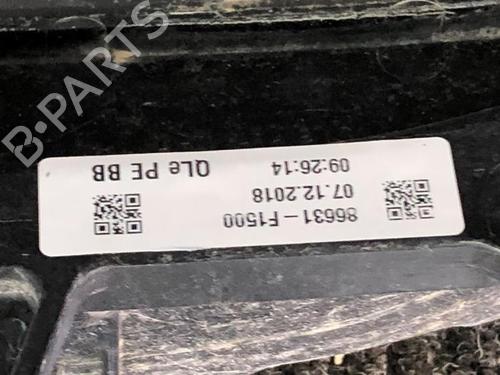 86631-F1500
07.12.2018
09:26:14
QLe PE BB
B-PARTS